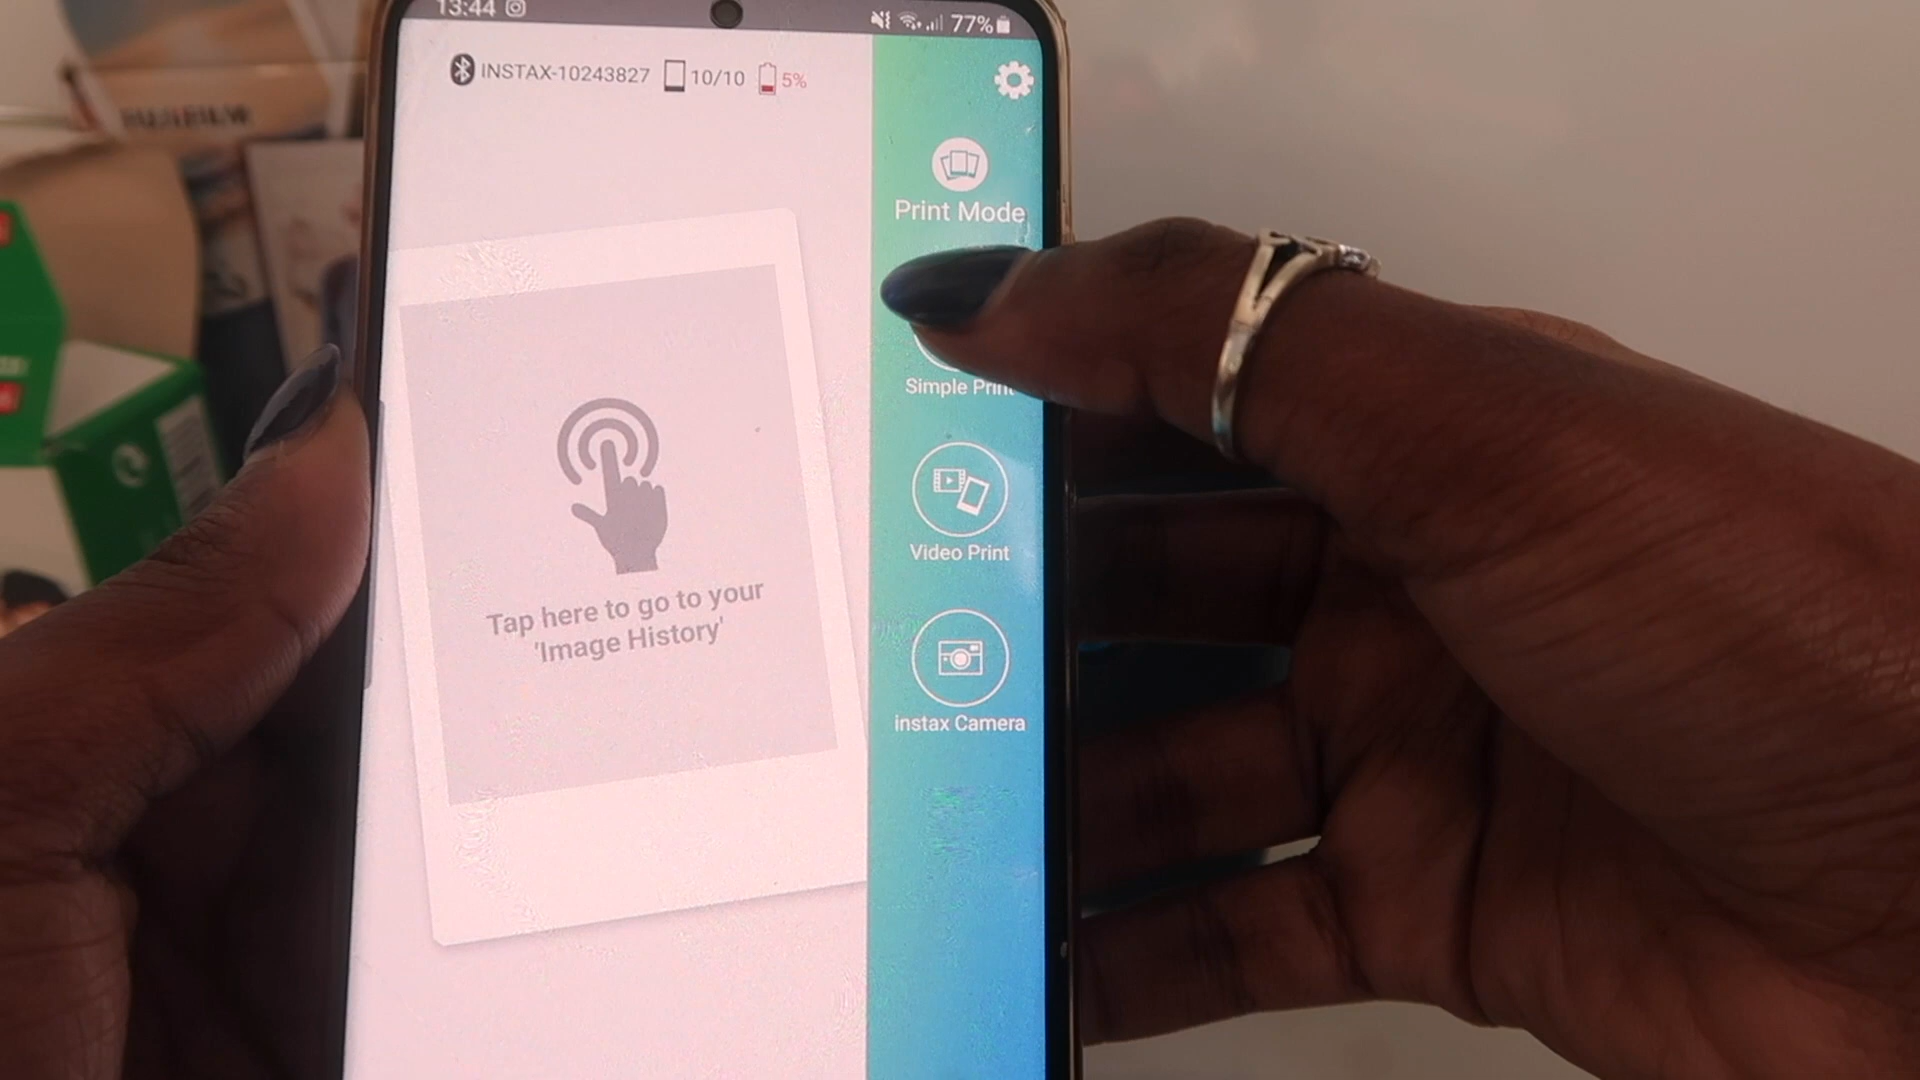 13:44
77%
INSTAX-10243827 10/10 5%
Print Mode
Simple Print
Video Print
instax Camera
Tap here to go to your
'Image History'
FUJIFILM